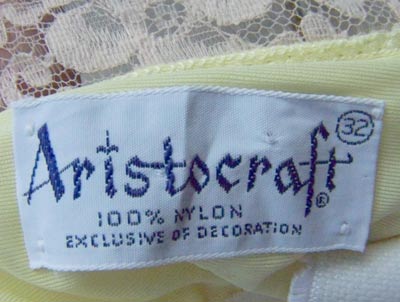 32
Aristocraft®
100% NYLON
EXCLUSIVE OF DECORATION